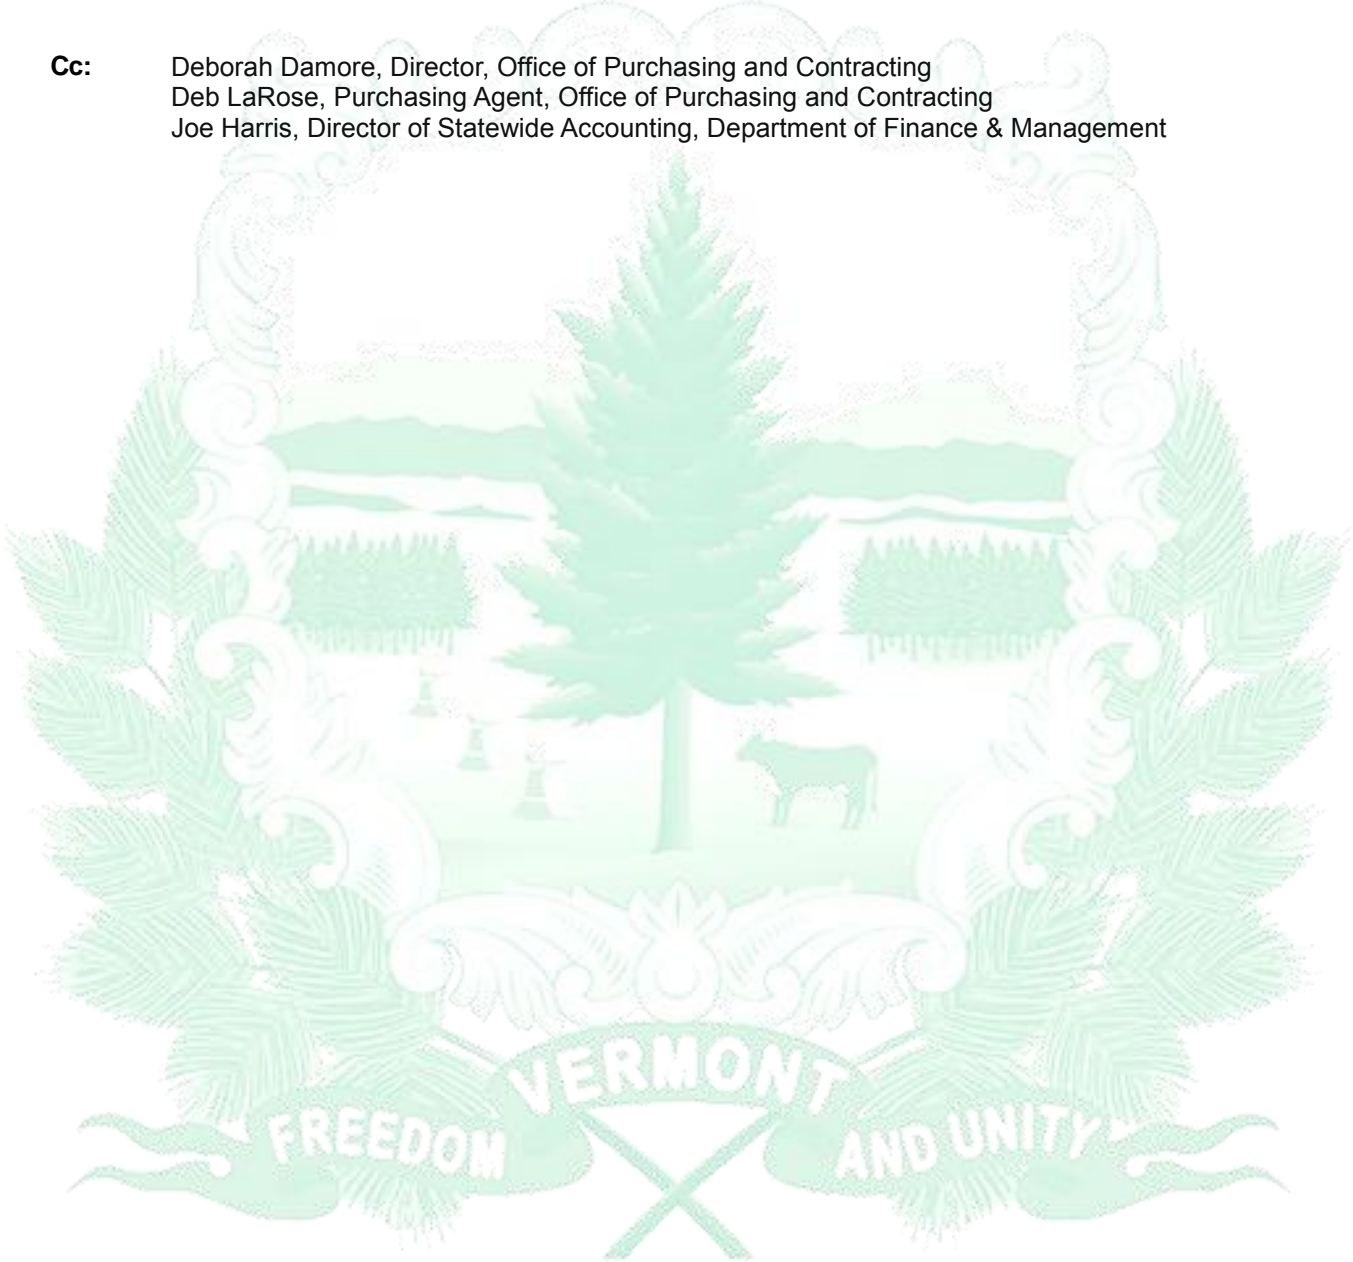 Cc: Deborah Damore, Director, Office of Purchasing and Contracting
Deb LaRose, Purchasing Agent, Office of Purchasing and Contracting
Joe Harris, Director of Statewide Accounting, Department of Finance & Management
VERMONT
FREEDOM AND UNITY